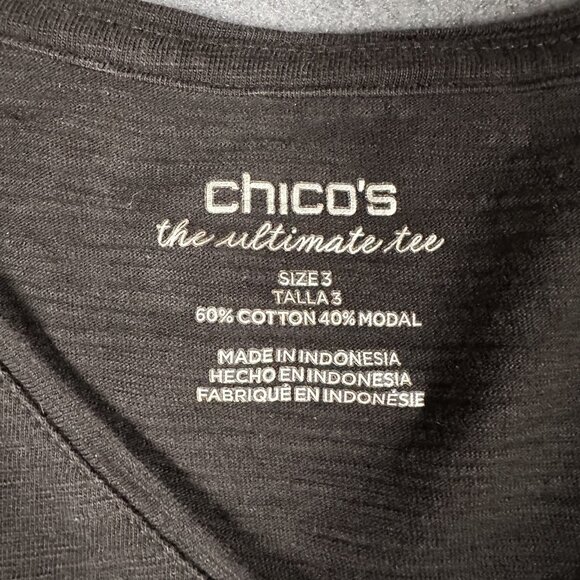 chico's
the ultimate tee
SIZE 3
TALLA 3
60% COTTON 40% MODAL
MADE IN INDONESIA
HECHO EN INDONESIA
FABRIQUÉ EN INDONÉSIE